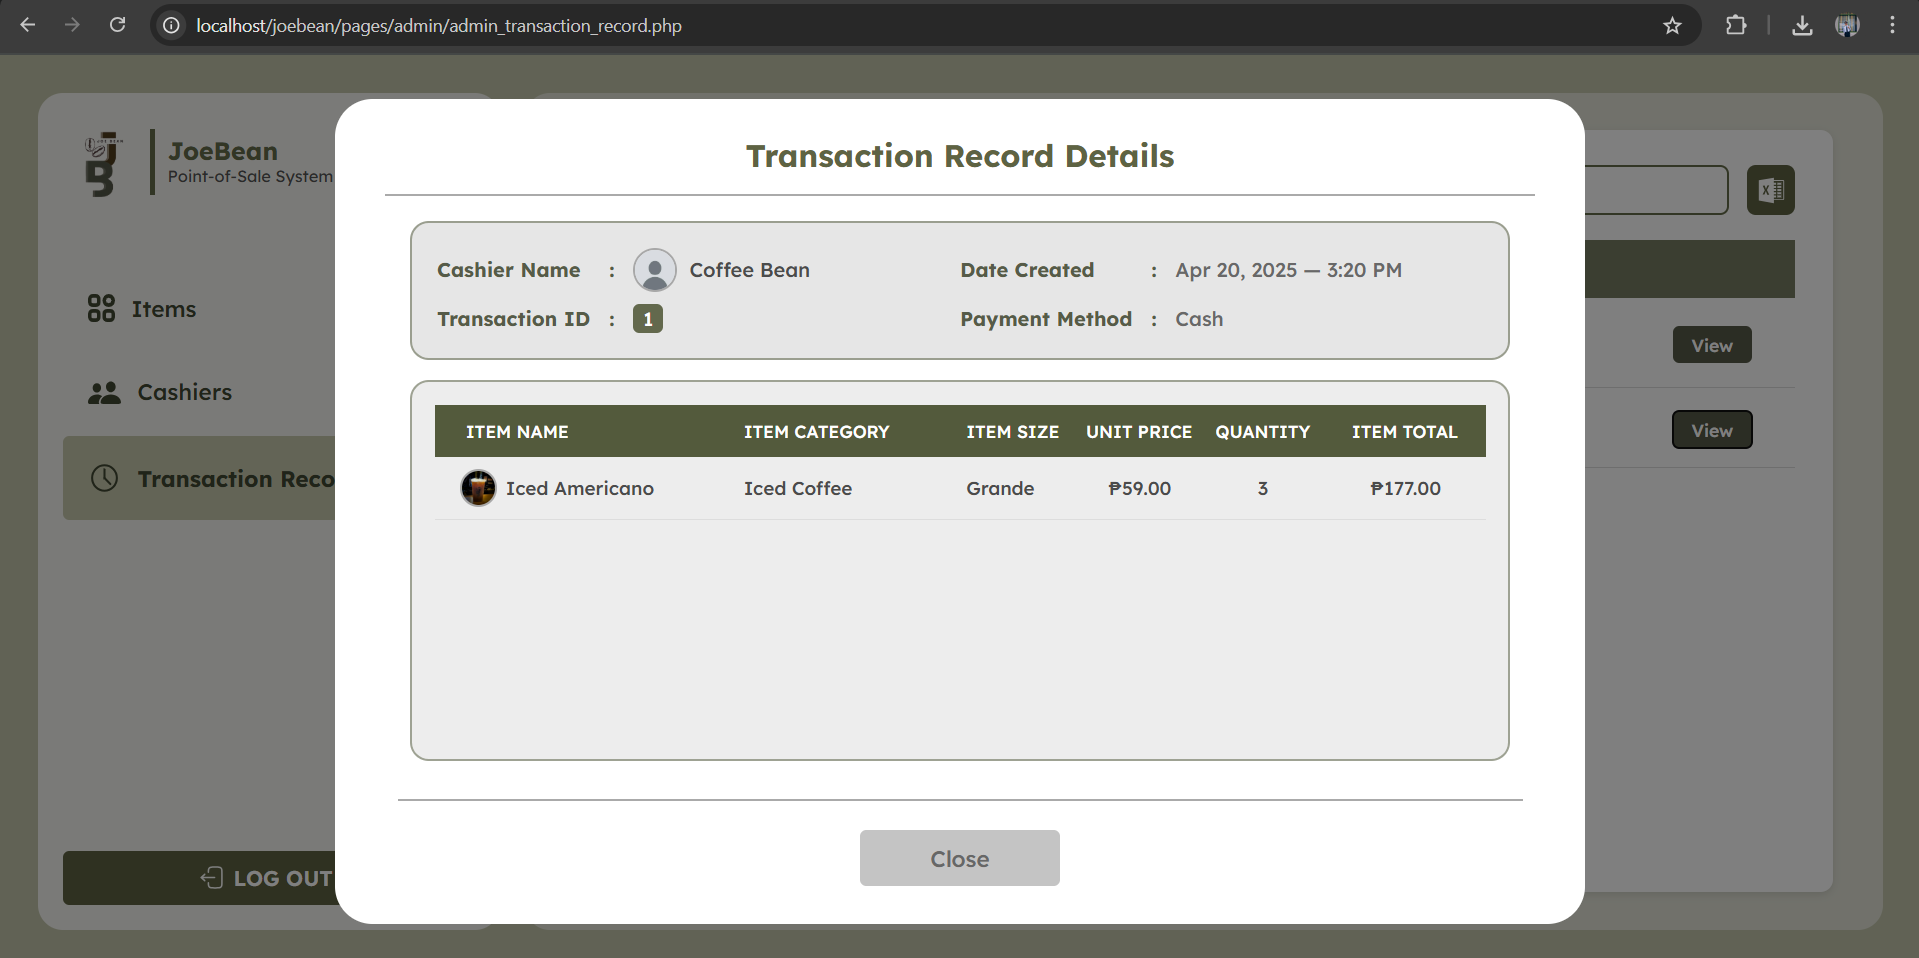 localhost/joebean/pages/admin/admin_transaction_record.php
JoeBean
Point-of-Sale System
Items
Cashiers
Transaction Reco
LOG OUT
View
View
Transaction Record Details
Cashier Name : Coffee Bean Date Created : Apr 20, 2025 — 3:20 PM
Transaction ID : 1 Payment Method : Cash
ITEM NAME ITEM CATEGORY ITEM SIZE UNIT PRICE QUANTITY ITEM TOTAL
Iced Americano Iced Coffee Grande ₱59.00 3 ₱177.00
Close